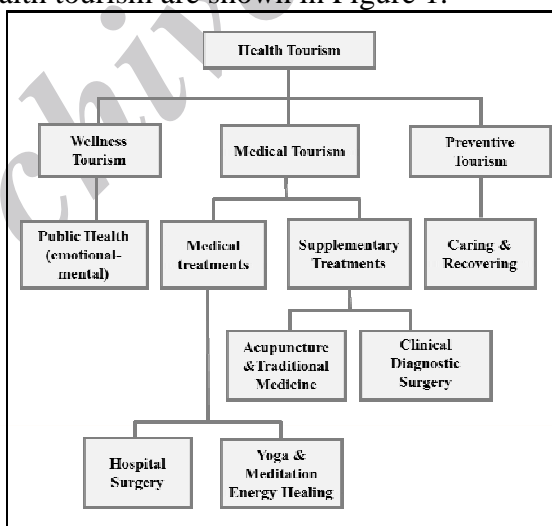 alth tourism are shown in Figure 1.
Health Tourism
Wellness
Tourism
Medical Tourism
Preventive
Tourism
Public Health
(emotional-
mental)
Medical
treatments
Supplementary
Treatments
Caring &
Recovering
Acupuncture
&Traditional
Medicine
Clinical
Diagnostic
Surgery
Hospital
Surgery
Yoga &
Meditation
Energy Healing